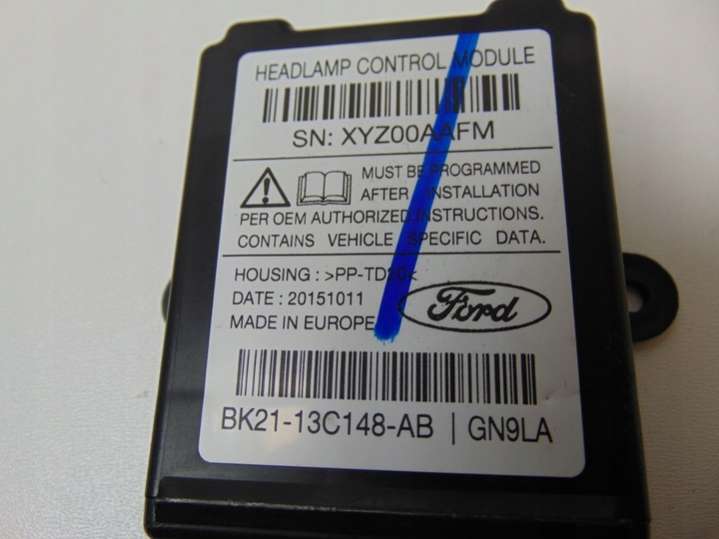 HEADLAMP CONTROL MODULE
SN: XYZ00AAFM
MUST BE PROGRAMMED
AFTER INSTALLATION
PER OEM AUTHORIZED INSTRUCTIONS.
CONTAINS VEHICLE SPECIFIC DATA.
HOUSING : >PP-TD20<
DATE : 20151011
MADE IN EUROPE
Ford
BK21-13C148-AB | GN9LA